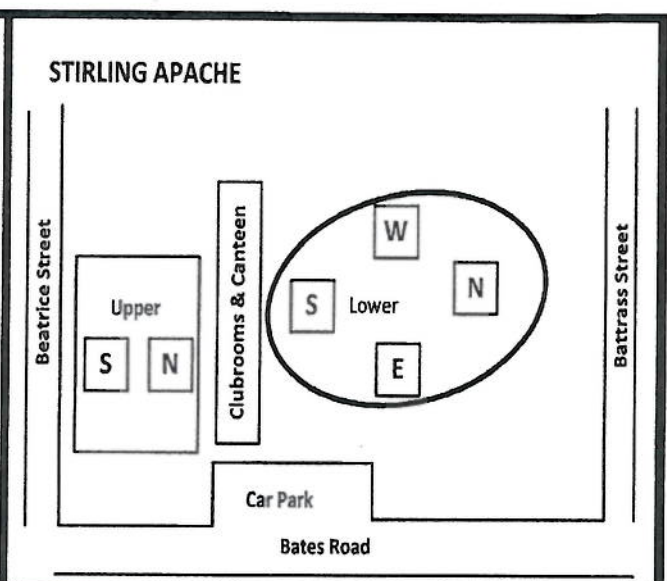 STIRLING APACHE
Beatrice Street
Upper
S
N
Clubrooms & Canteen
W
S
Lower
N
E
Battrass Street
Car Park
Bates Road